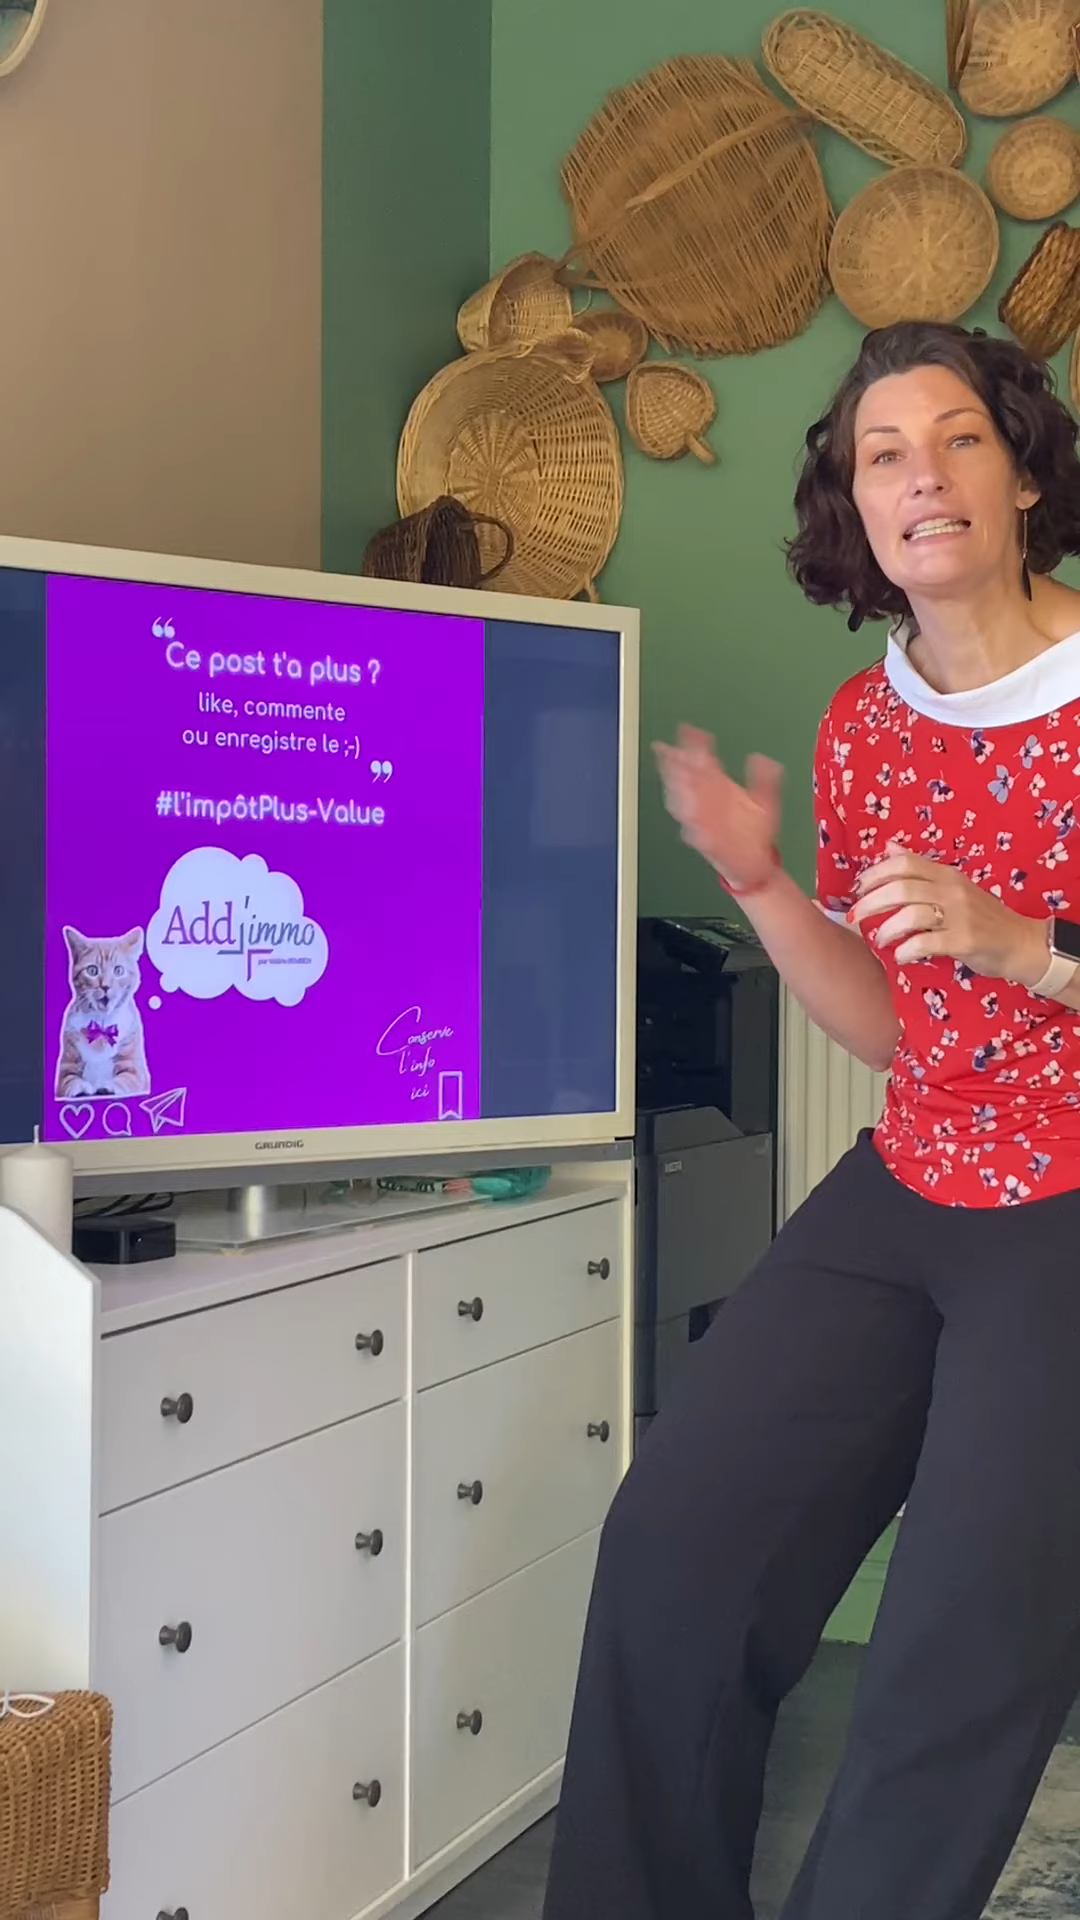 “Ce post t'a plus ?
like, commente
ou enregistre le ;-)”
#l'impôtPlus-Value
Add j'immo
Conserve
l'info
ici
GRUNDIG